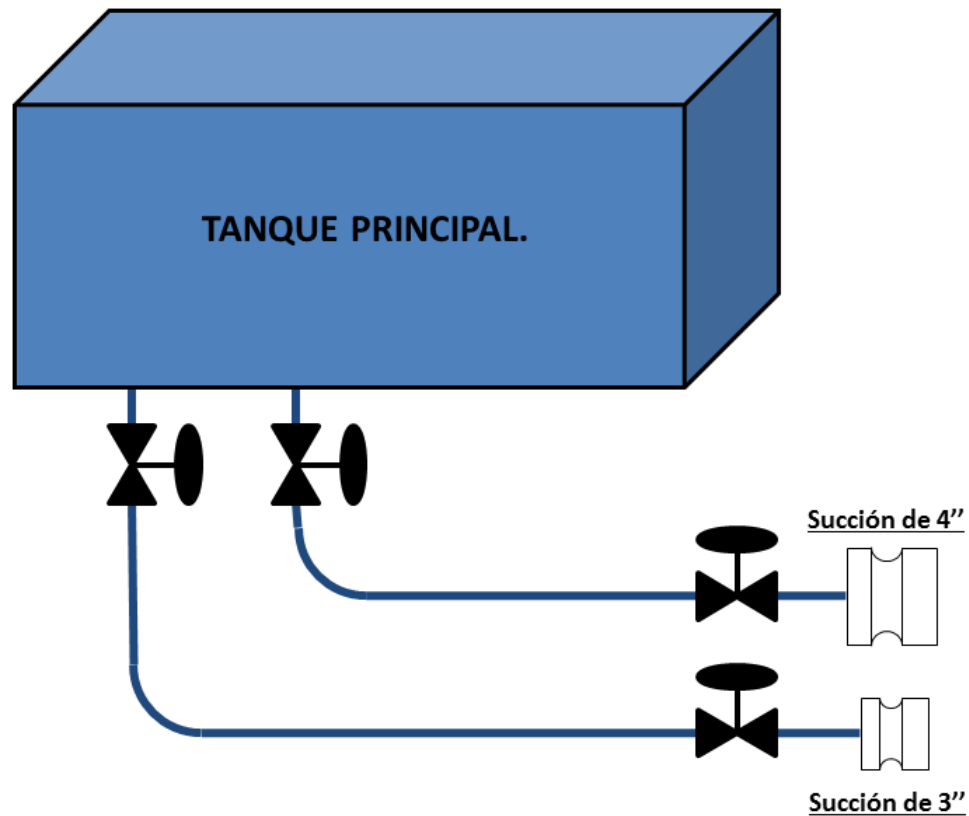 TANQUE PRINCIPAL.
Succión de 4’’
Succión de 3’’